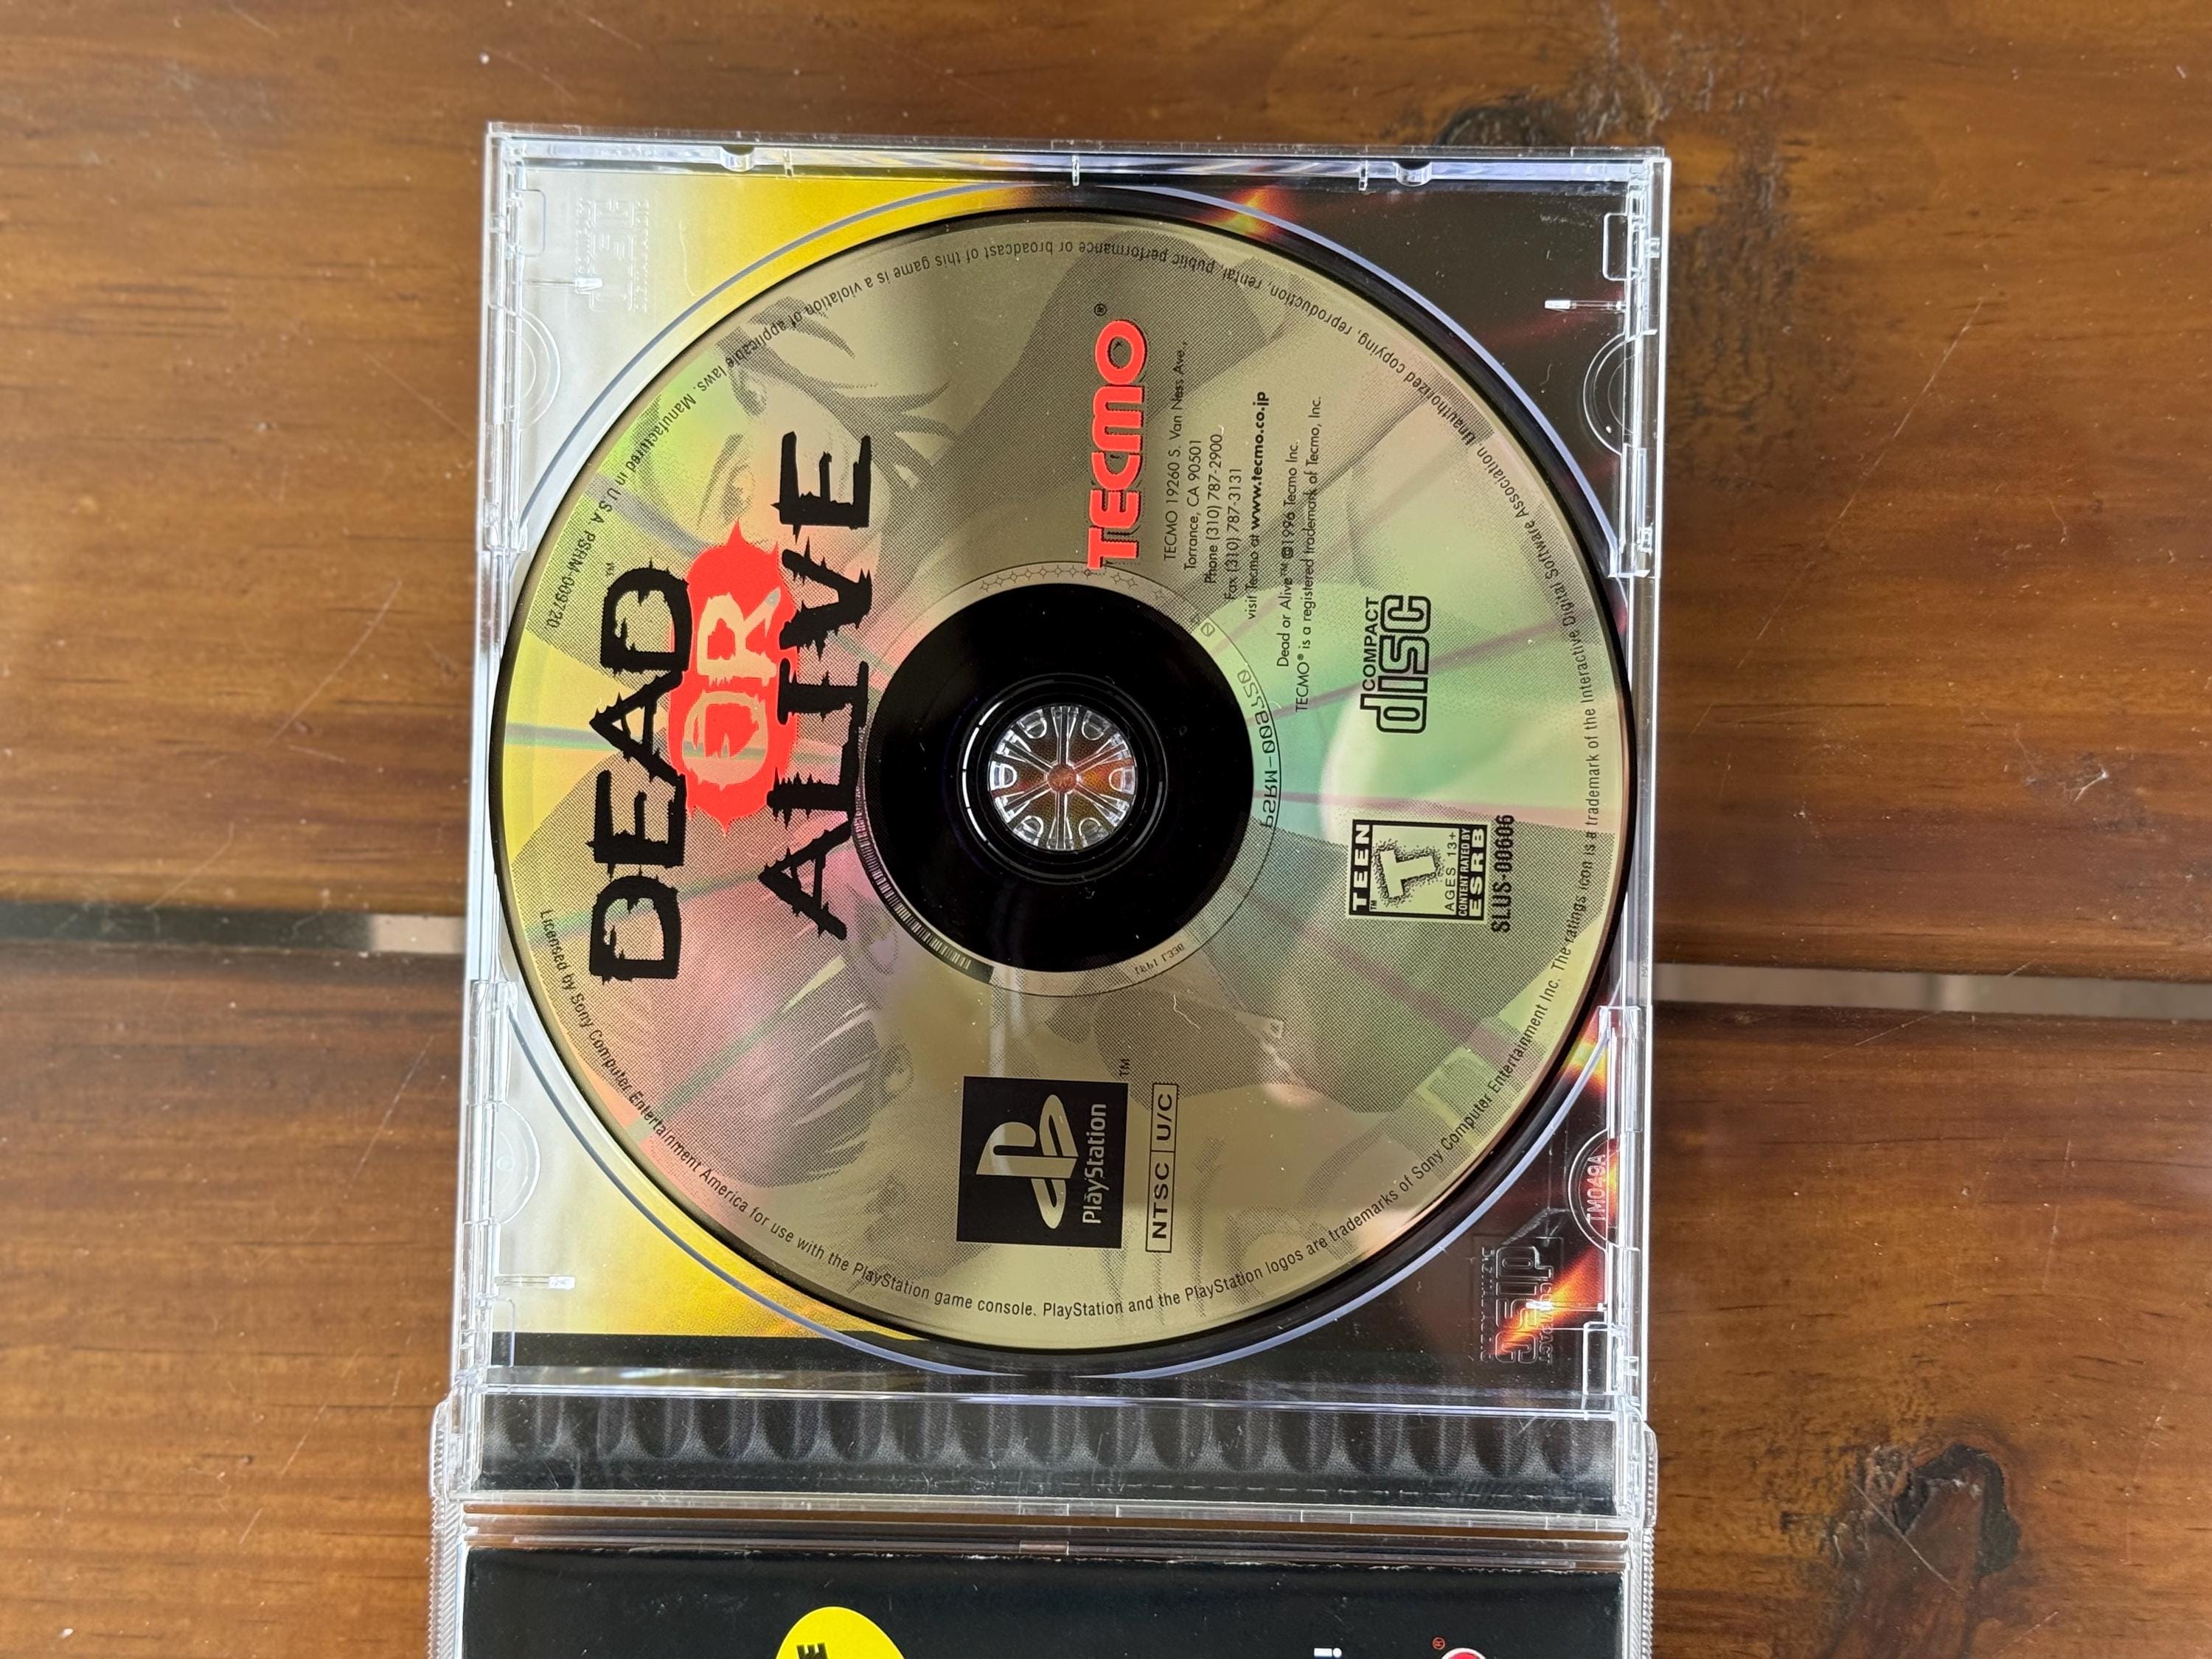 DEAD™
OR
ALIVE
TECMO®
TECMO 19260 S. Van Ness Ave.,
Torrance, CA 90501
Phone (310) 787-2900
Fax (310) 787-3131
visit Tecmo at www.tecmo.co.jp
Dead or Alive™ ©1996 Tecmo Inc.
TECMO® is a registered trademark of Tecmo, Inc.
PlayStation™
NTSC U/C
COMPACT
disc
TEEN
T™
AGES 13+
CONTENT RATED BY
ESRB
SLUS-00606
Licensed by Sony Computer Entertainment America for use with the PlayStation game console. PlayStation and the PlayStation logos are trademarks of Sony Computer Entertainment Inc. The ratings icon is a trademark of the Interactive Digital Software Association. Unauthorized copying, reproduction, rental, public performance or broadcast of this game is a violation of applicable laws. Manufactured in U.S.A. PSRM-009720
TM049A